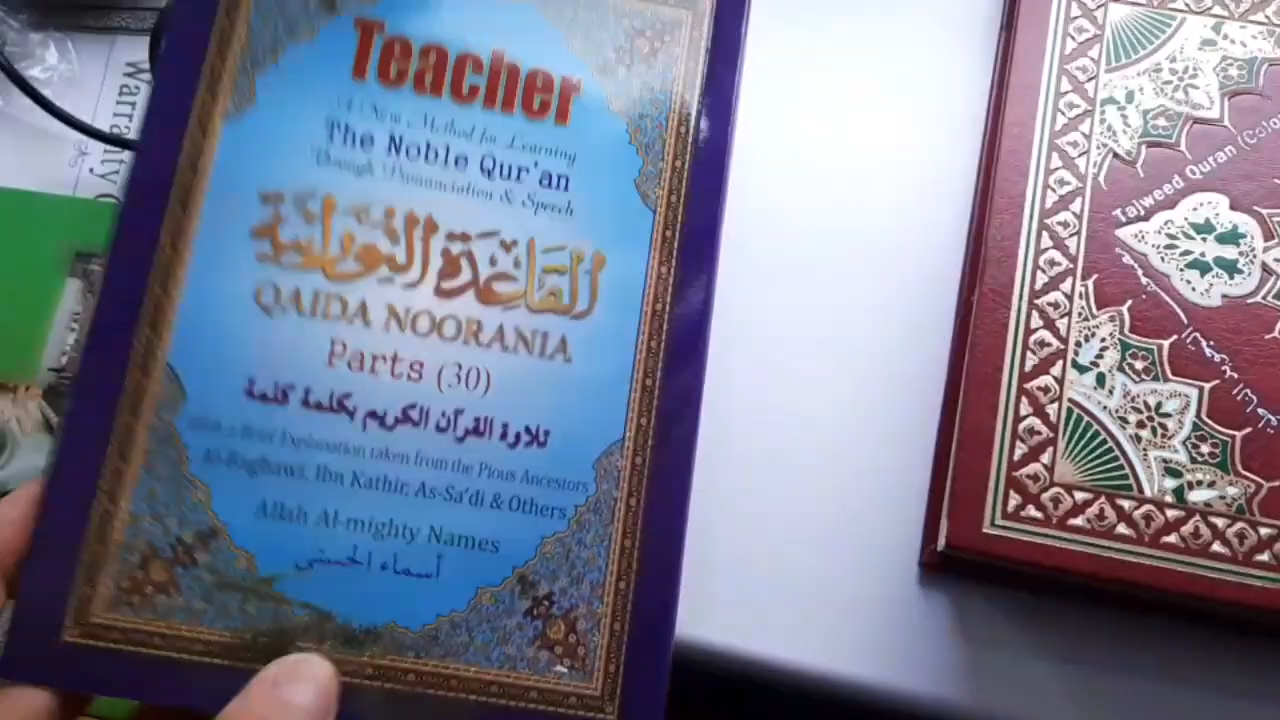 Teacher
A New Method for Learning
The Noble Qur'an
Through Pronunciation & Speech
القاعدة النورانية
QAIDA NOORANIA
Parts (30)
تلاوة القرآن الكريم بكلمة كلمة
with a Brief Explanation taken from the Pious Ancestors
Al-Baghawi, Ibn Kathir, As-Sa'di & Others
Allah Al-mighty Names
أسماء الحسنى
Warranty
Tajweed Quran (Colo